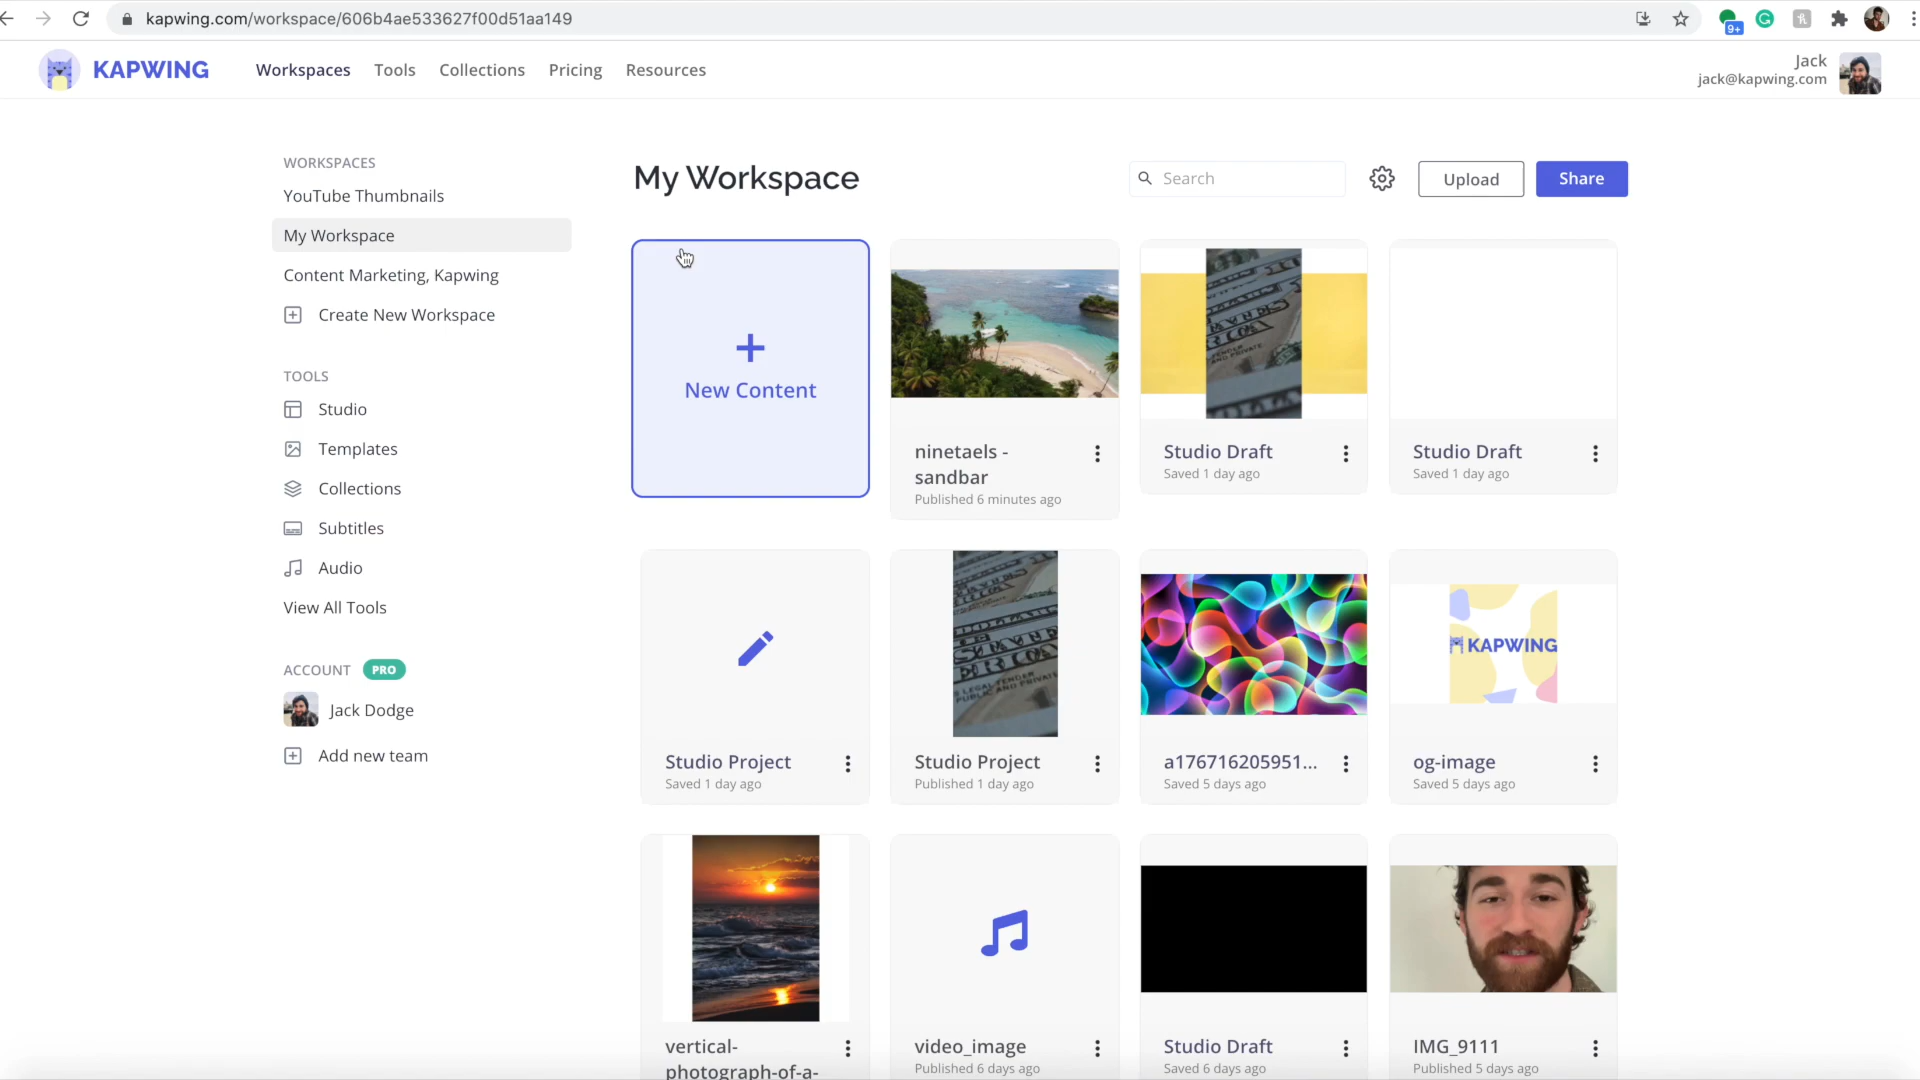 kapwing.com/workspace/606b4ae533627f00d51aa149
9+
KAPWING
Workspaces
Tools
Collections
Pricing
Resources
Jack
jack@kapwing.com
WORKSPACES
YouTube Thumbnails
My Workspace
Content Marketing, Kapwing
Create New Workspace
TOOLS
Studio
Templates
Collections
Subtitles
Audio
View All Tools
ACCOUNT PRO
Jack Dodge
Add new team
My Workspace
Search
Upload
Share
New Content
ninetaels -
sandbar
Published 6 minutes ago
Studio Draft
Saved 1 day ago
Studio Draft
Saved 1 day ago
Studio Project
Saved 1 day ago
Studio Project
Published 1 day ago
a176716205951...
Saved 5 days ago
KAPWING
og-image
Saved 5 days ago
vertical-
photograph-of-a-
video_image
Published 6 days ago
Studio Draft
Saved 6 days ago
IMG_9111
Published 5 days ago